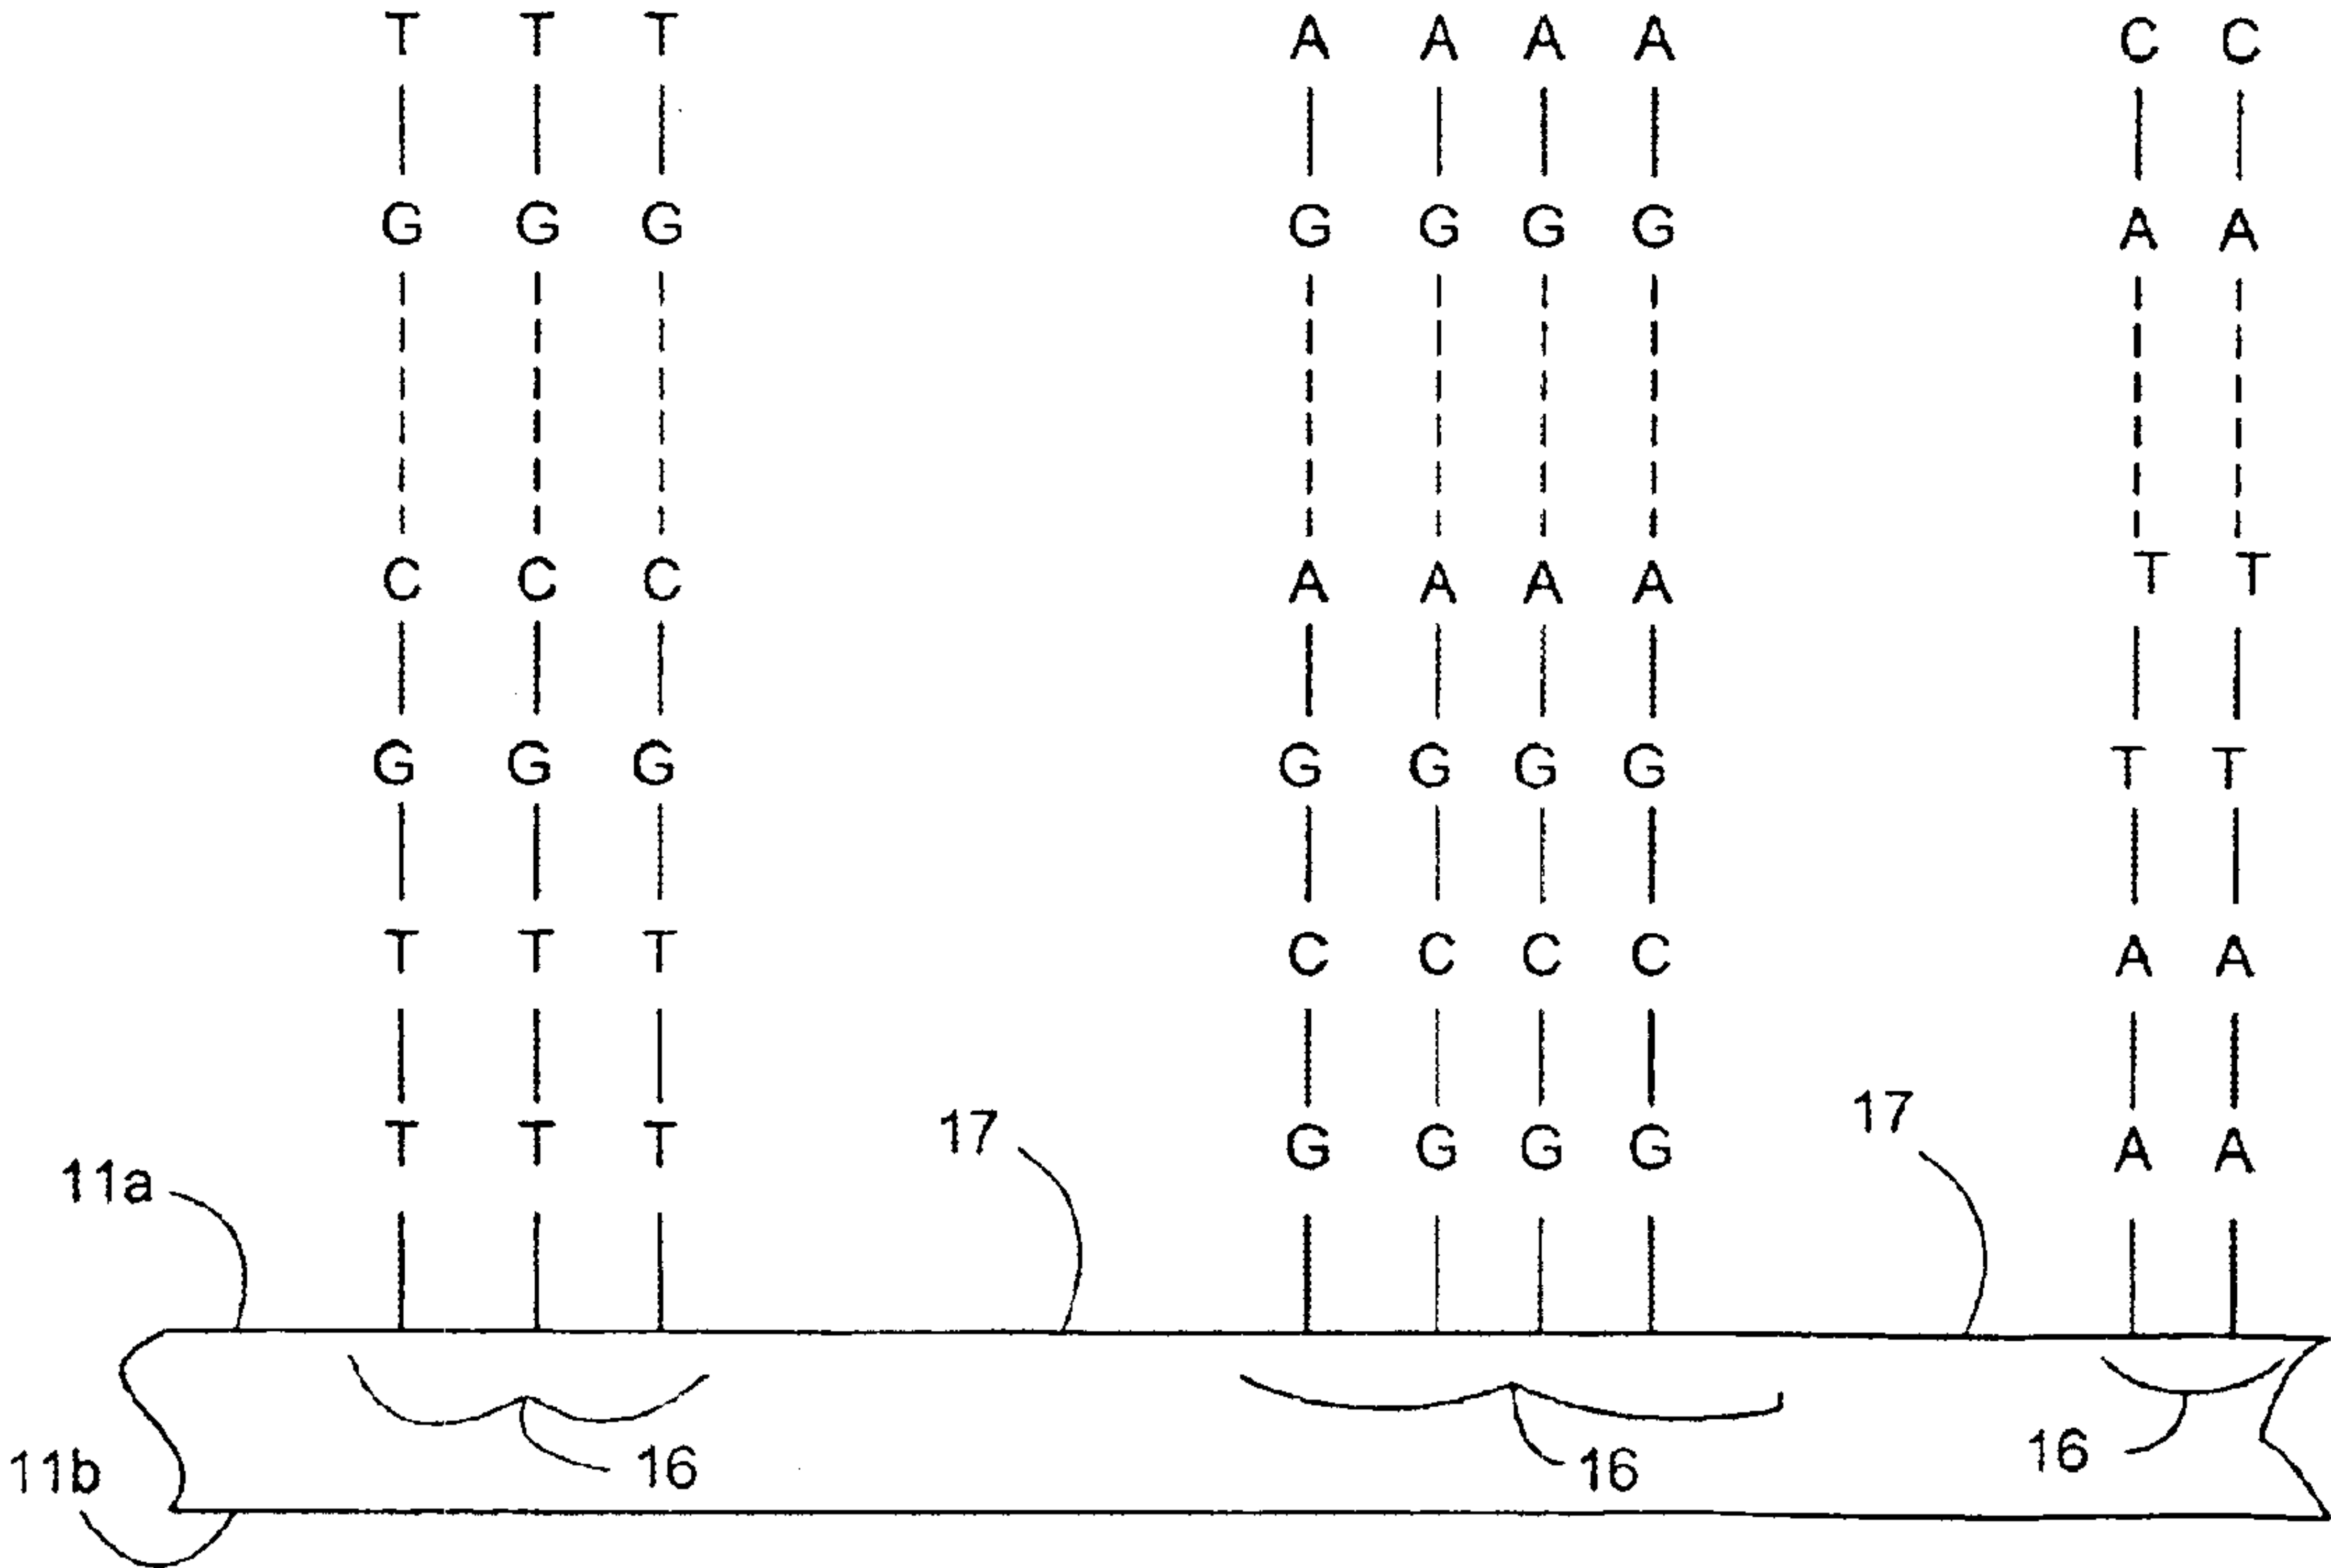 T T T A A A A C C
G G G G G G G A A
C C C A A A A T T
G G G G G G G T T
T T T C C C C A A
17 17
T T T G G G G A A
11a
16 16 16
11b